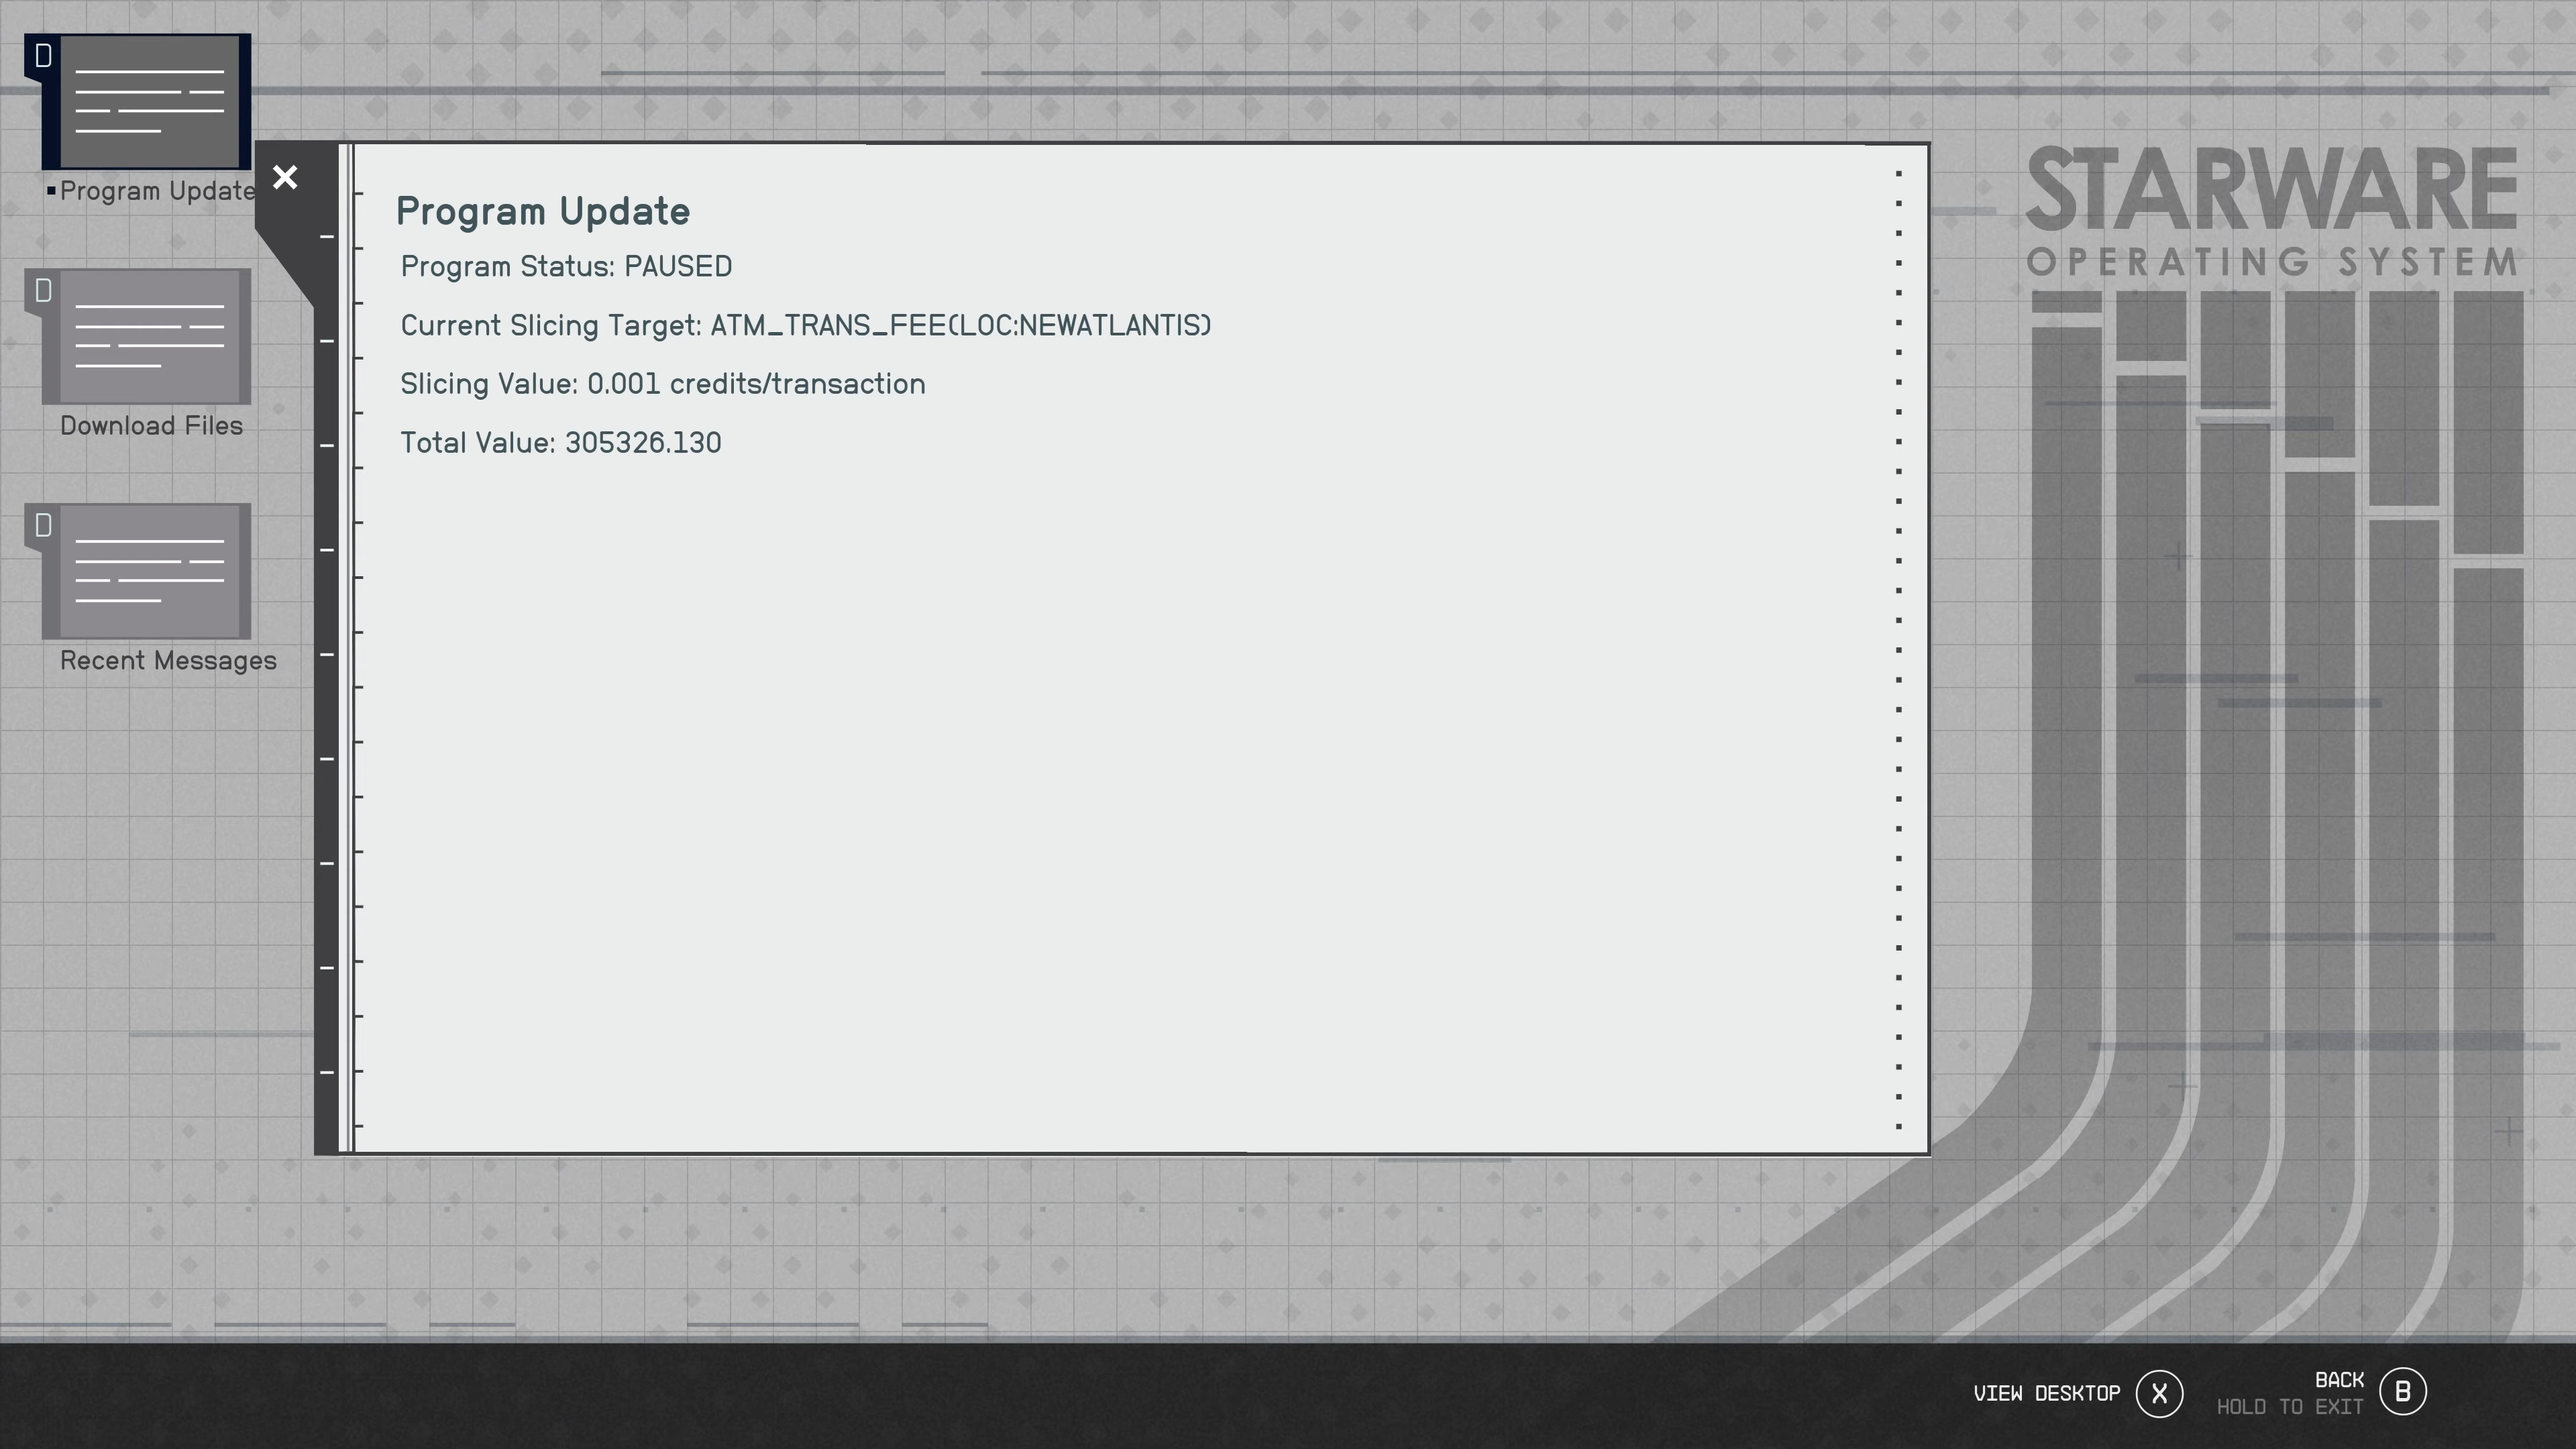 D
Program Update
D
Download Files
D
Recent Messages
Program Update
Program Status: PAUSED
Current Slicing Target: ATM_TRANS_FEE(LOC:NEWATLANTIS)
Slicing Value: 0.001 credits/transaction
Total Value: 305326.130
STARWARE
OPERATING SYSTEM
VIEW DESKTOP X
BACK B
HOLD TO EXIT